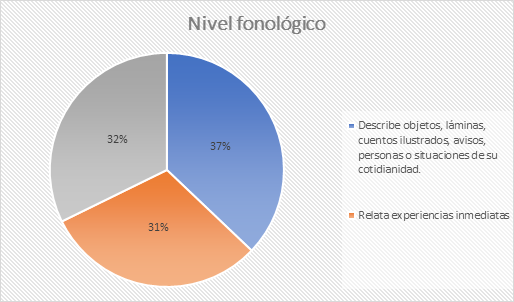 Nivel fonológico
32%
37%
31%
Describe objetos, láminas,
cuentos ilustrados, avisos,
personas o situaciones de su
cotidianidad.
Relata experiencias inmediatas